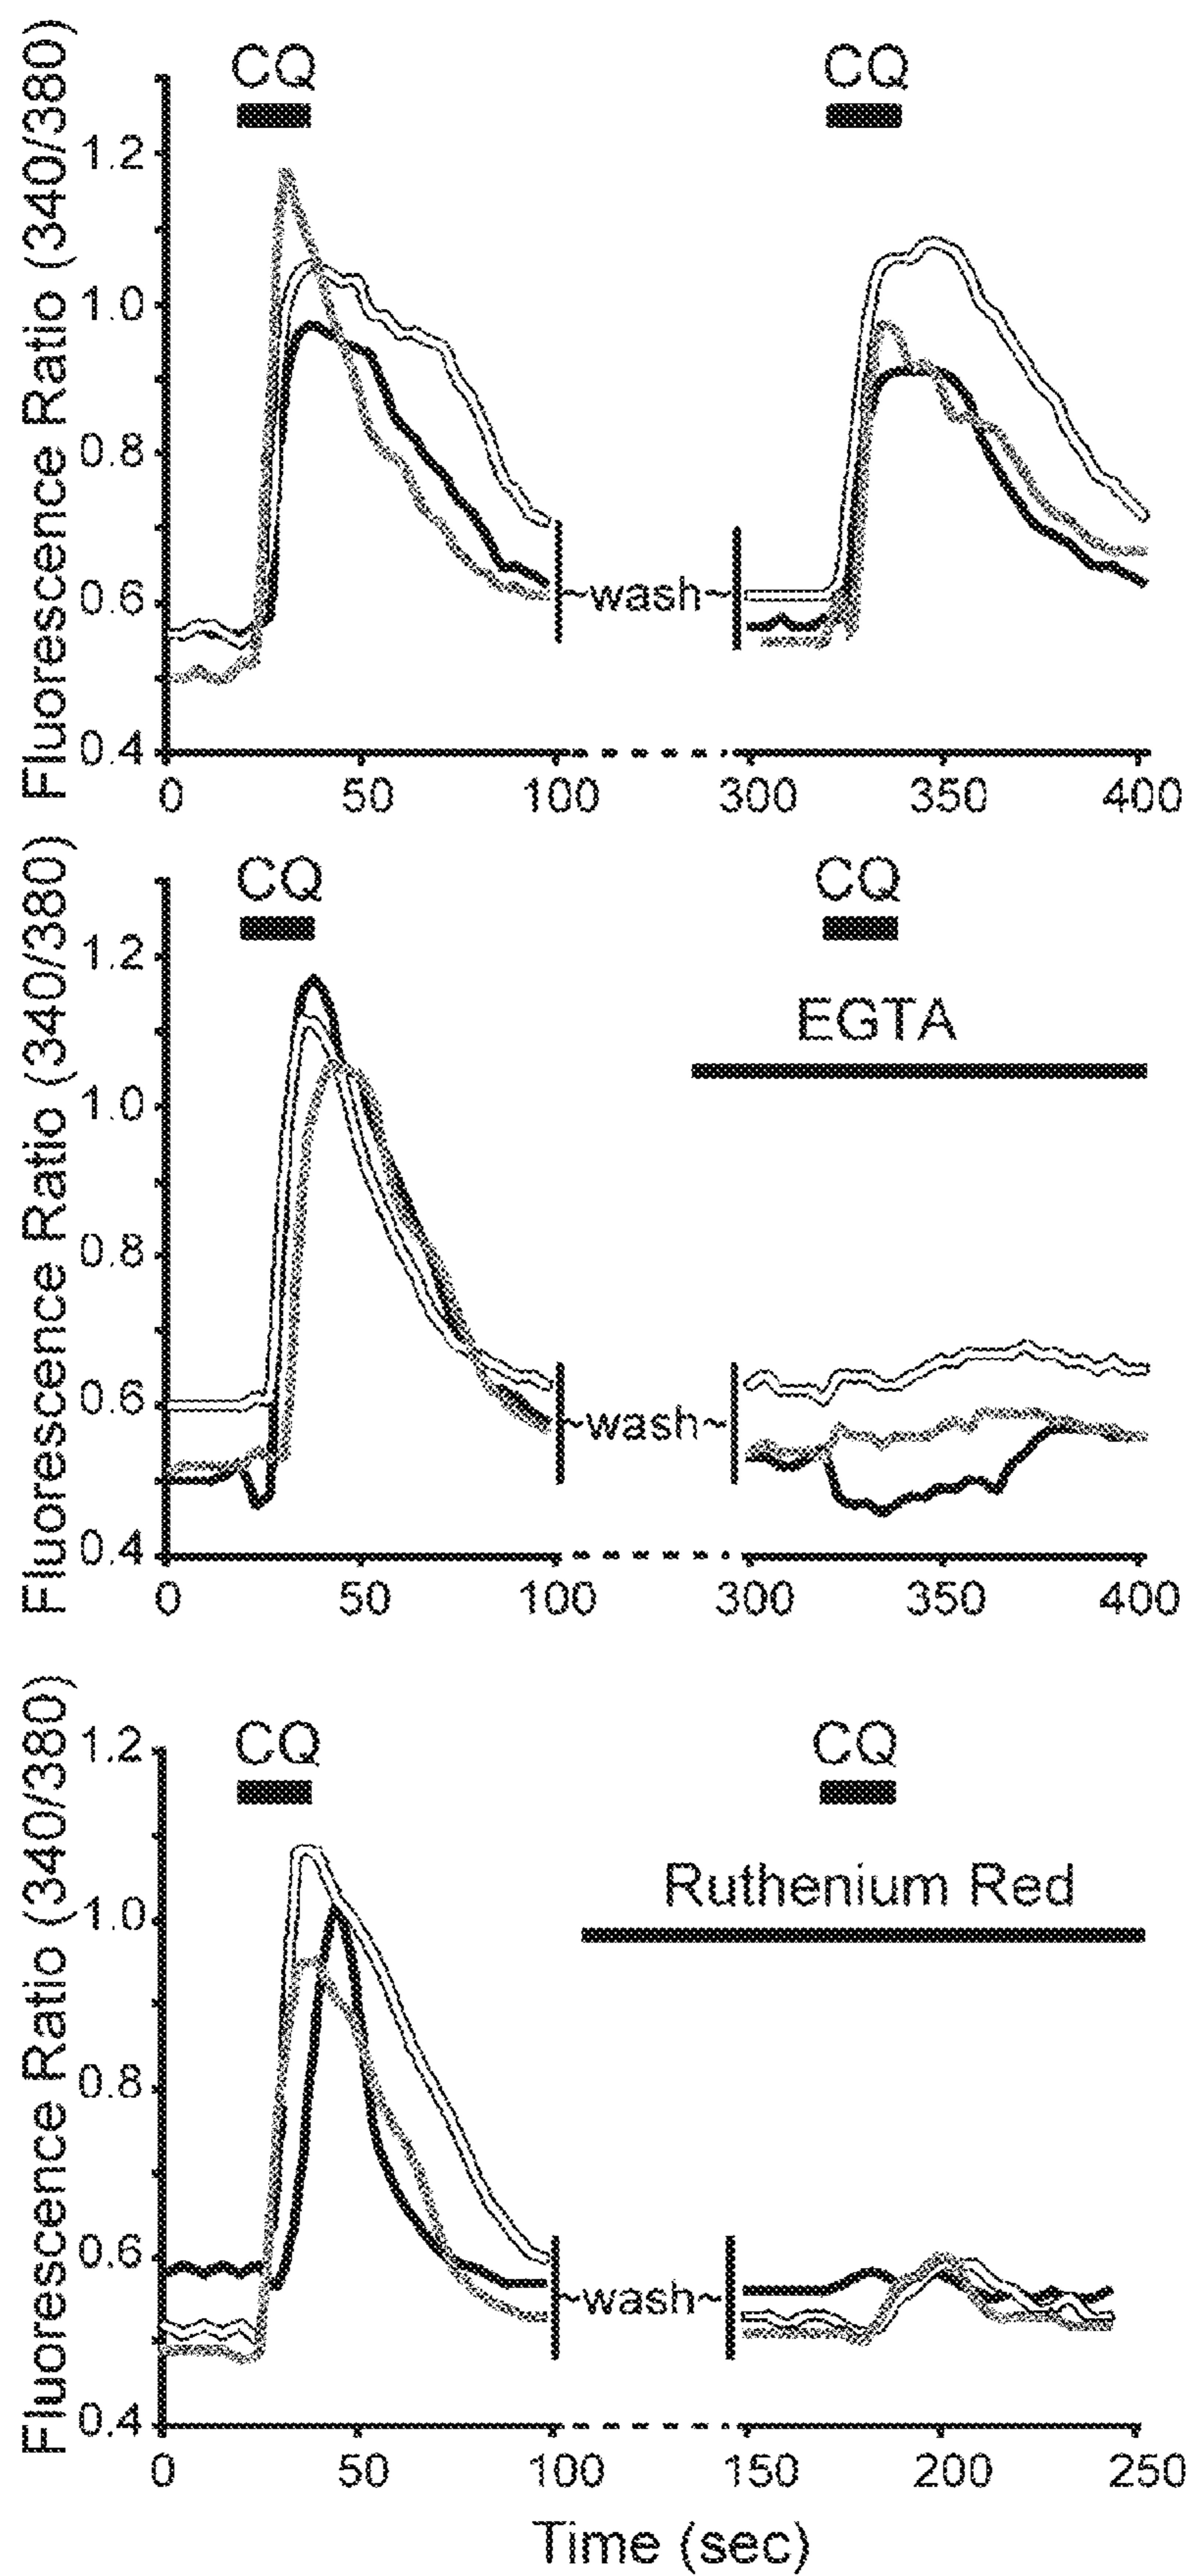 CQ CQ
Fluorescence Ratio (340/380)
1.2
1.0
0.8
0.6
0.4
~wash~
0 50 100 300 350 400
CQ CQ
EGTA
Fluorescence Ratio (340/380)
1.2
1.0
0.8
0.6
0.4
~wash~
0 50 100 300 350 400
CQ CQ
Ruthenium Red
Fluorescence Ratio (340/380)
1.2
1.0
0.8
0.6
0.4
~wash~
0 50 100 150 200 250
Time (sec)